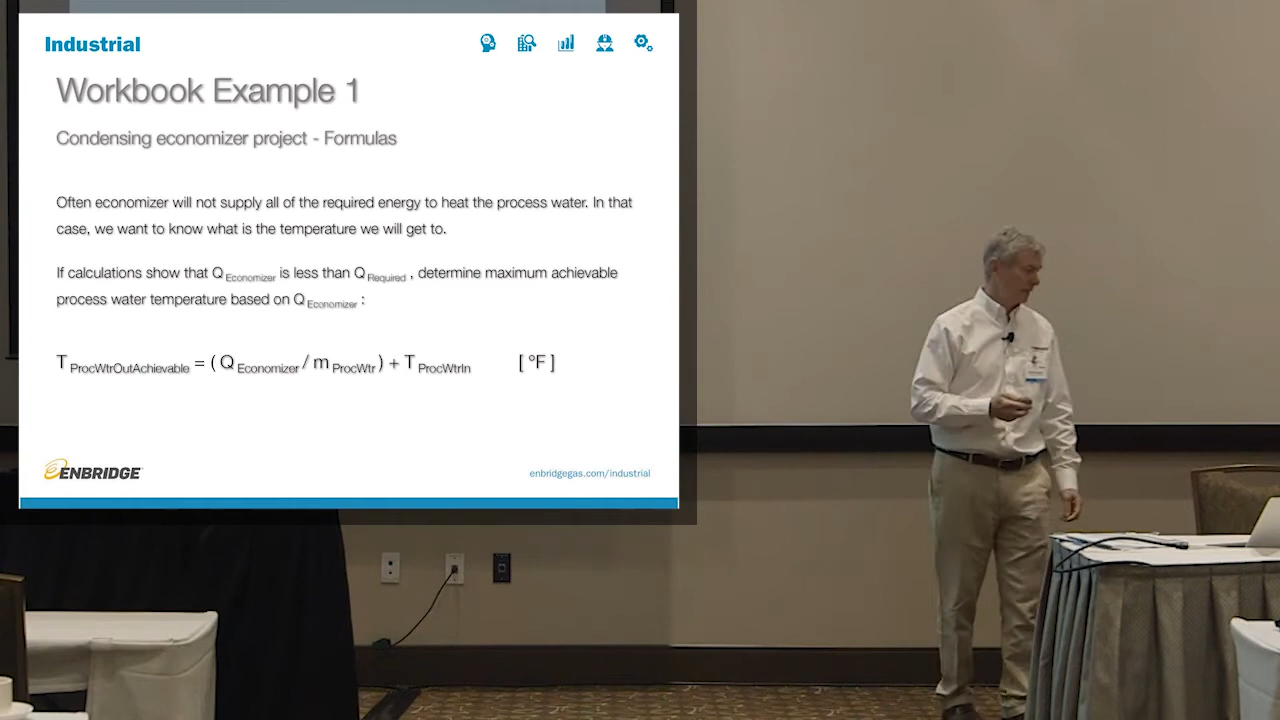 Industrial
Workbook Example 1
Condensing economizer project - Formulas
Often economizer will not supply all of the required energy to heat the process water. In that
case, we want to know what is the temperature we will get to.
If calculations show that Q Economizer is less than Q Required , determine maximum achievable
process water temperature based on Q Economizer :
T ProcWtrOutAchievable = ( Q Economizer / m ProcWtr ) + T ProcWtrIn [ °F ]
ENBRIDGE
enbridgegas.com/industrial